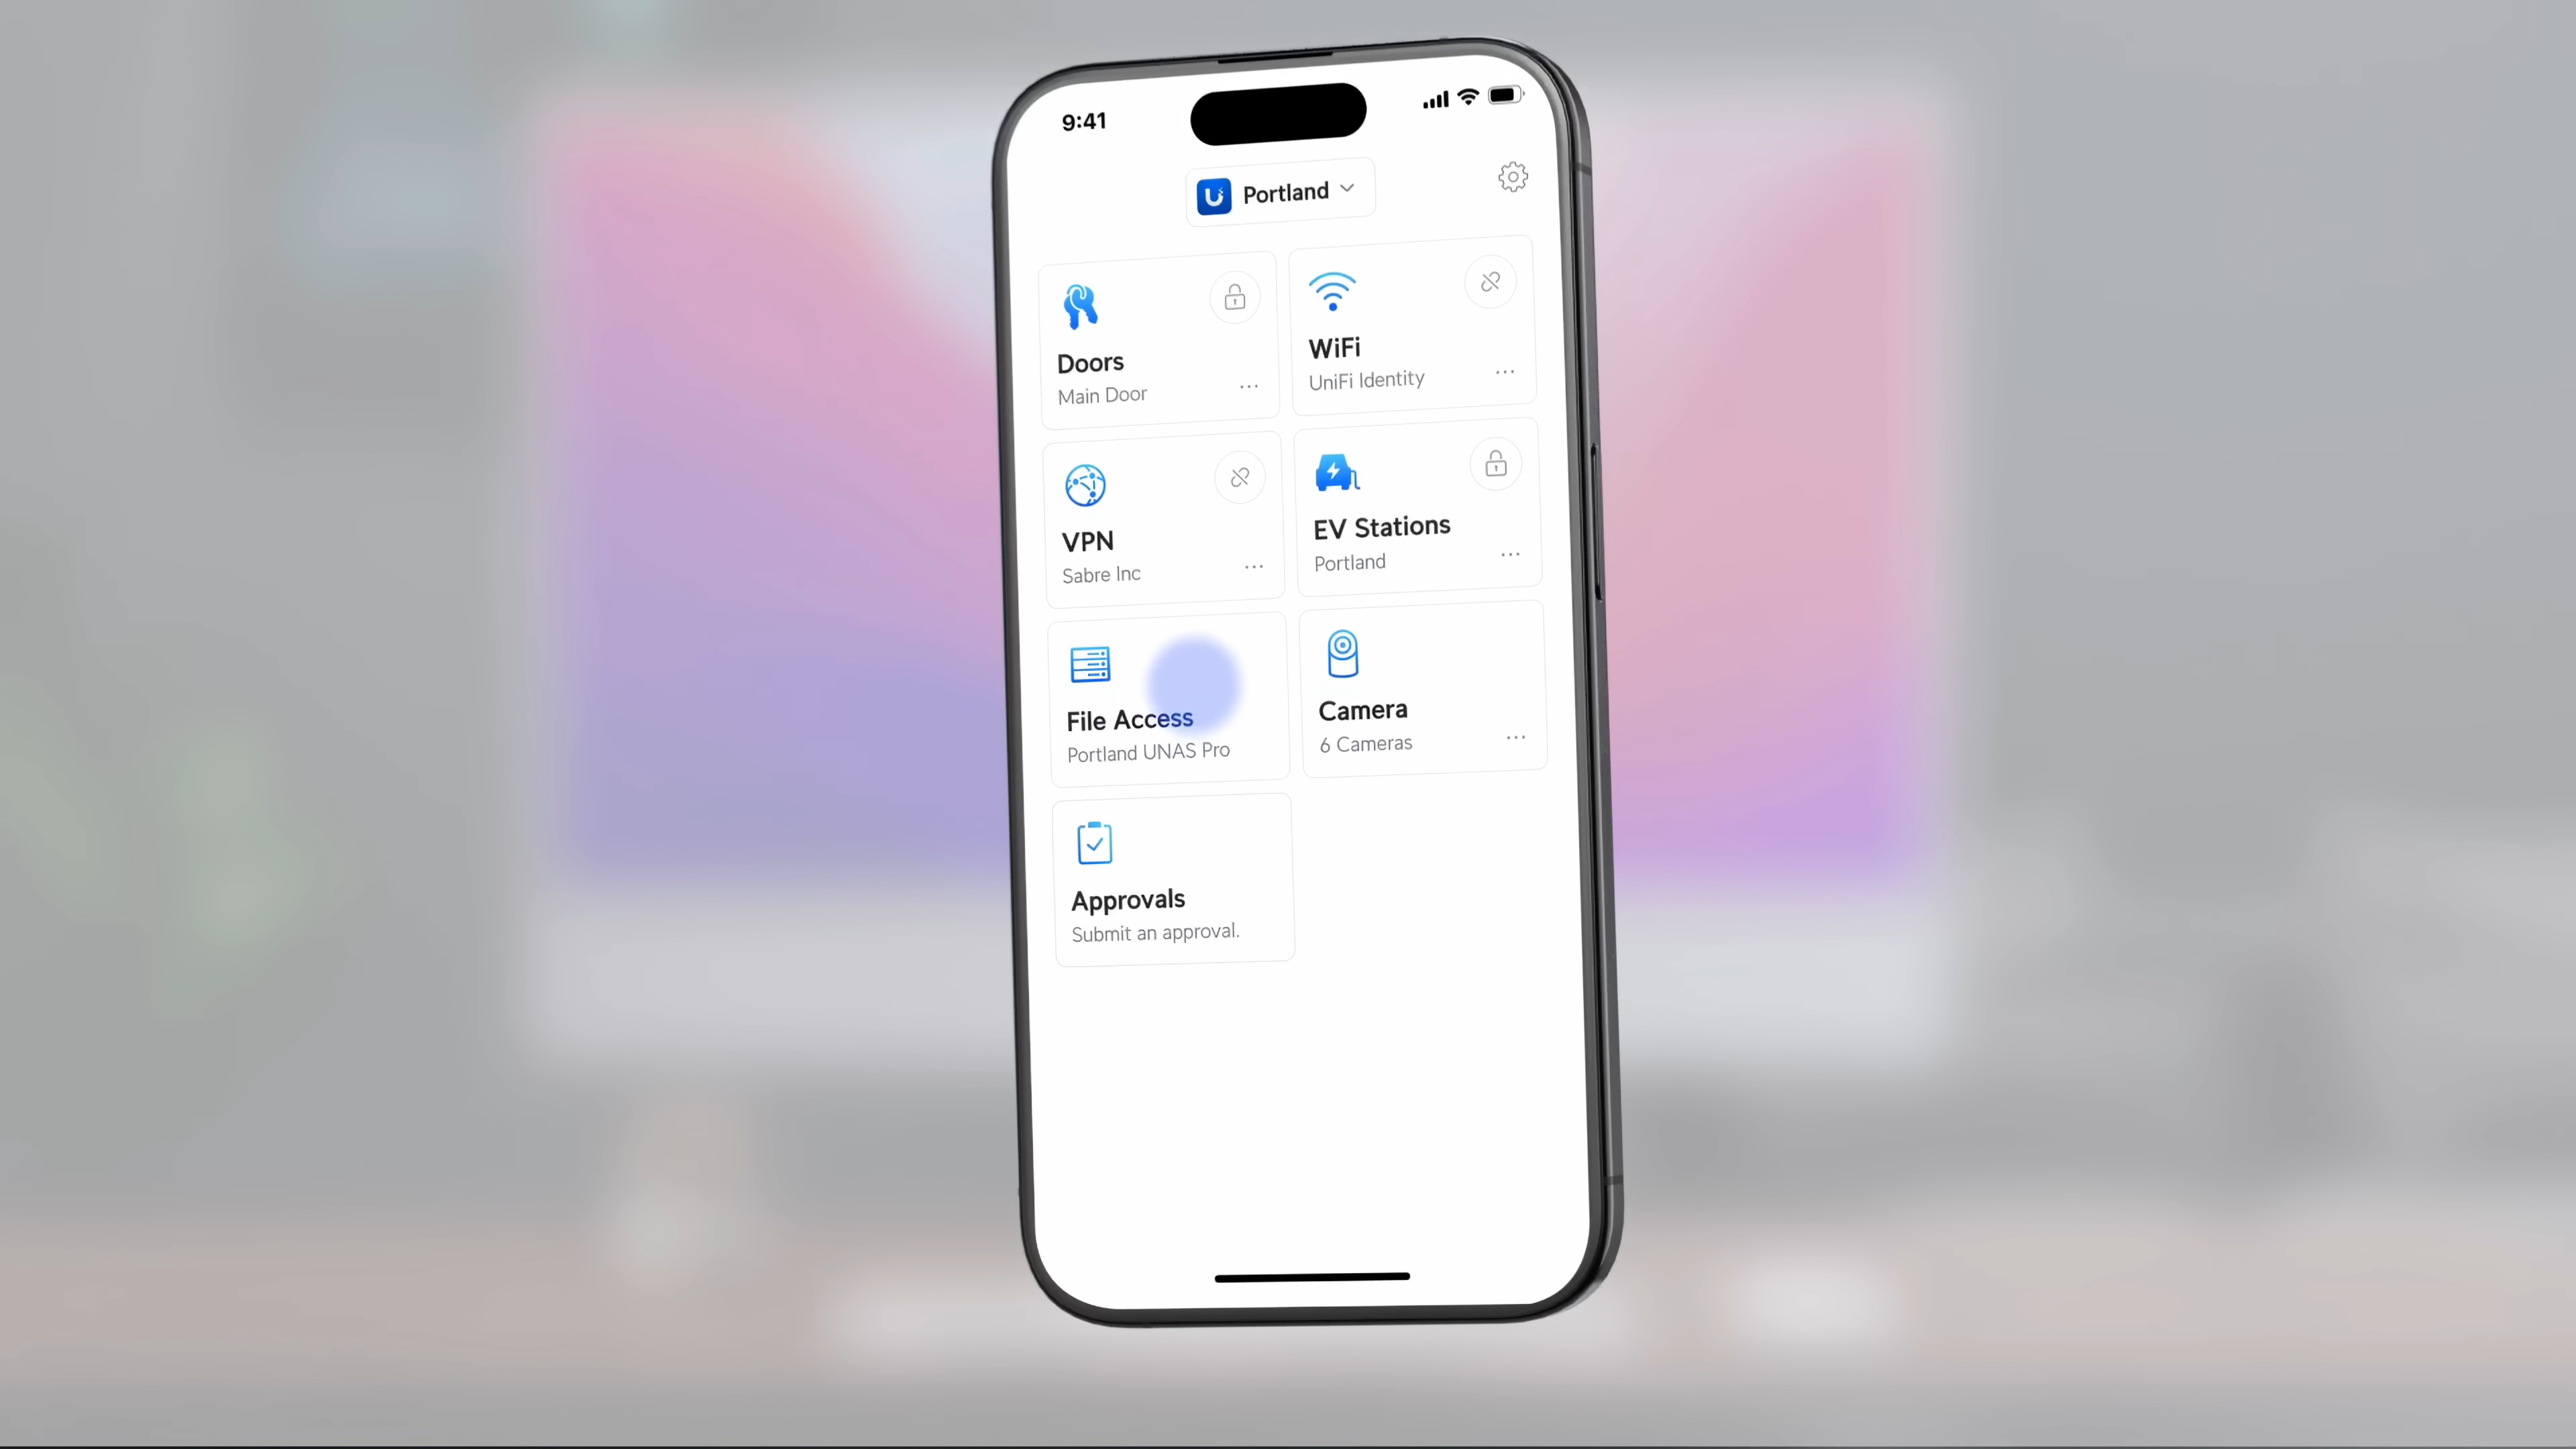 9:41
Portland
Doors
Main Door
WiFi
UniFi Identity
VPN
Sabre Inc
EV Stations
Portland
File Access
Portland UNAS Pro
Camera
6 Cameras
Approvals
Submit an approval.